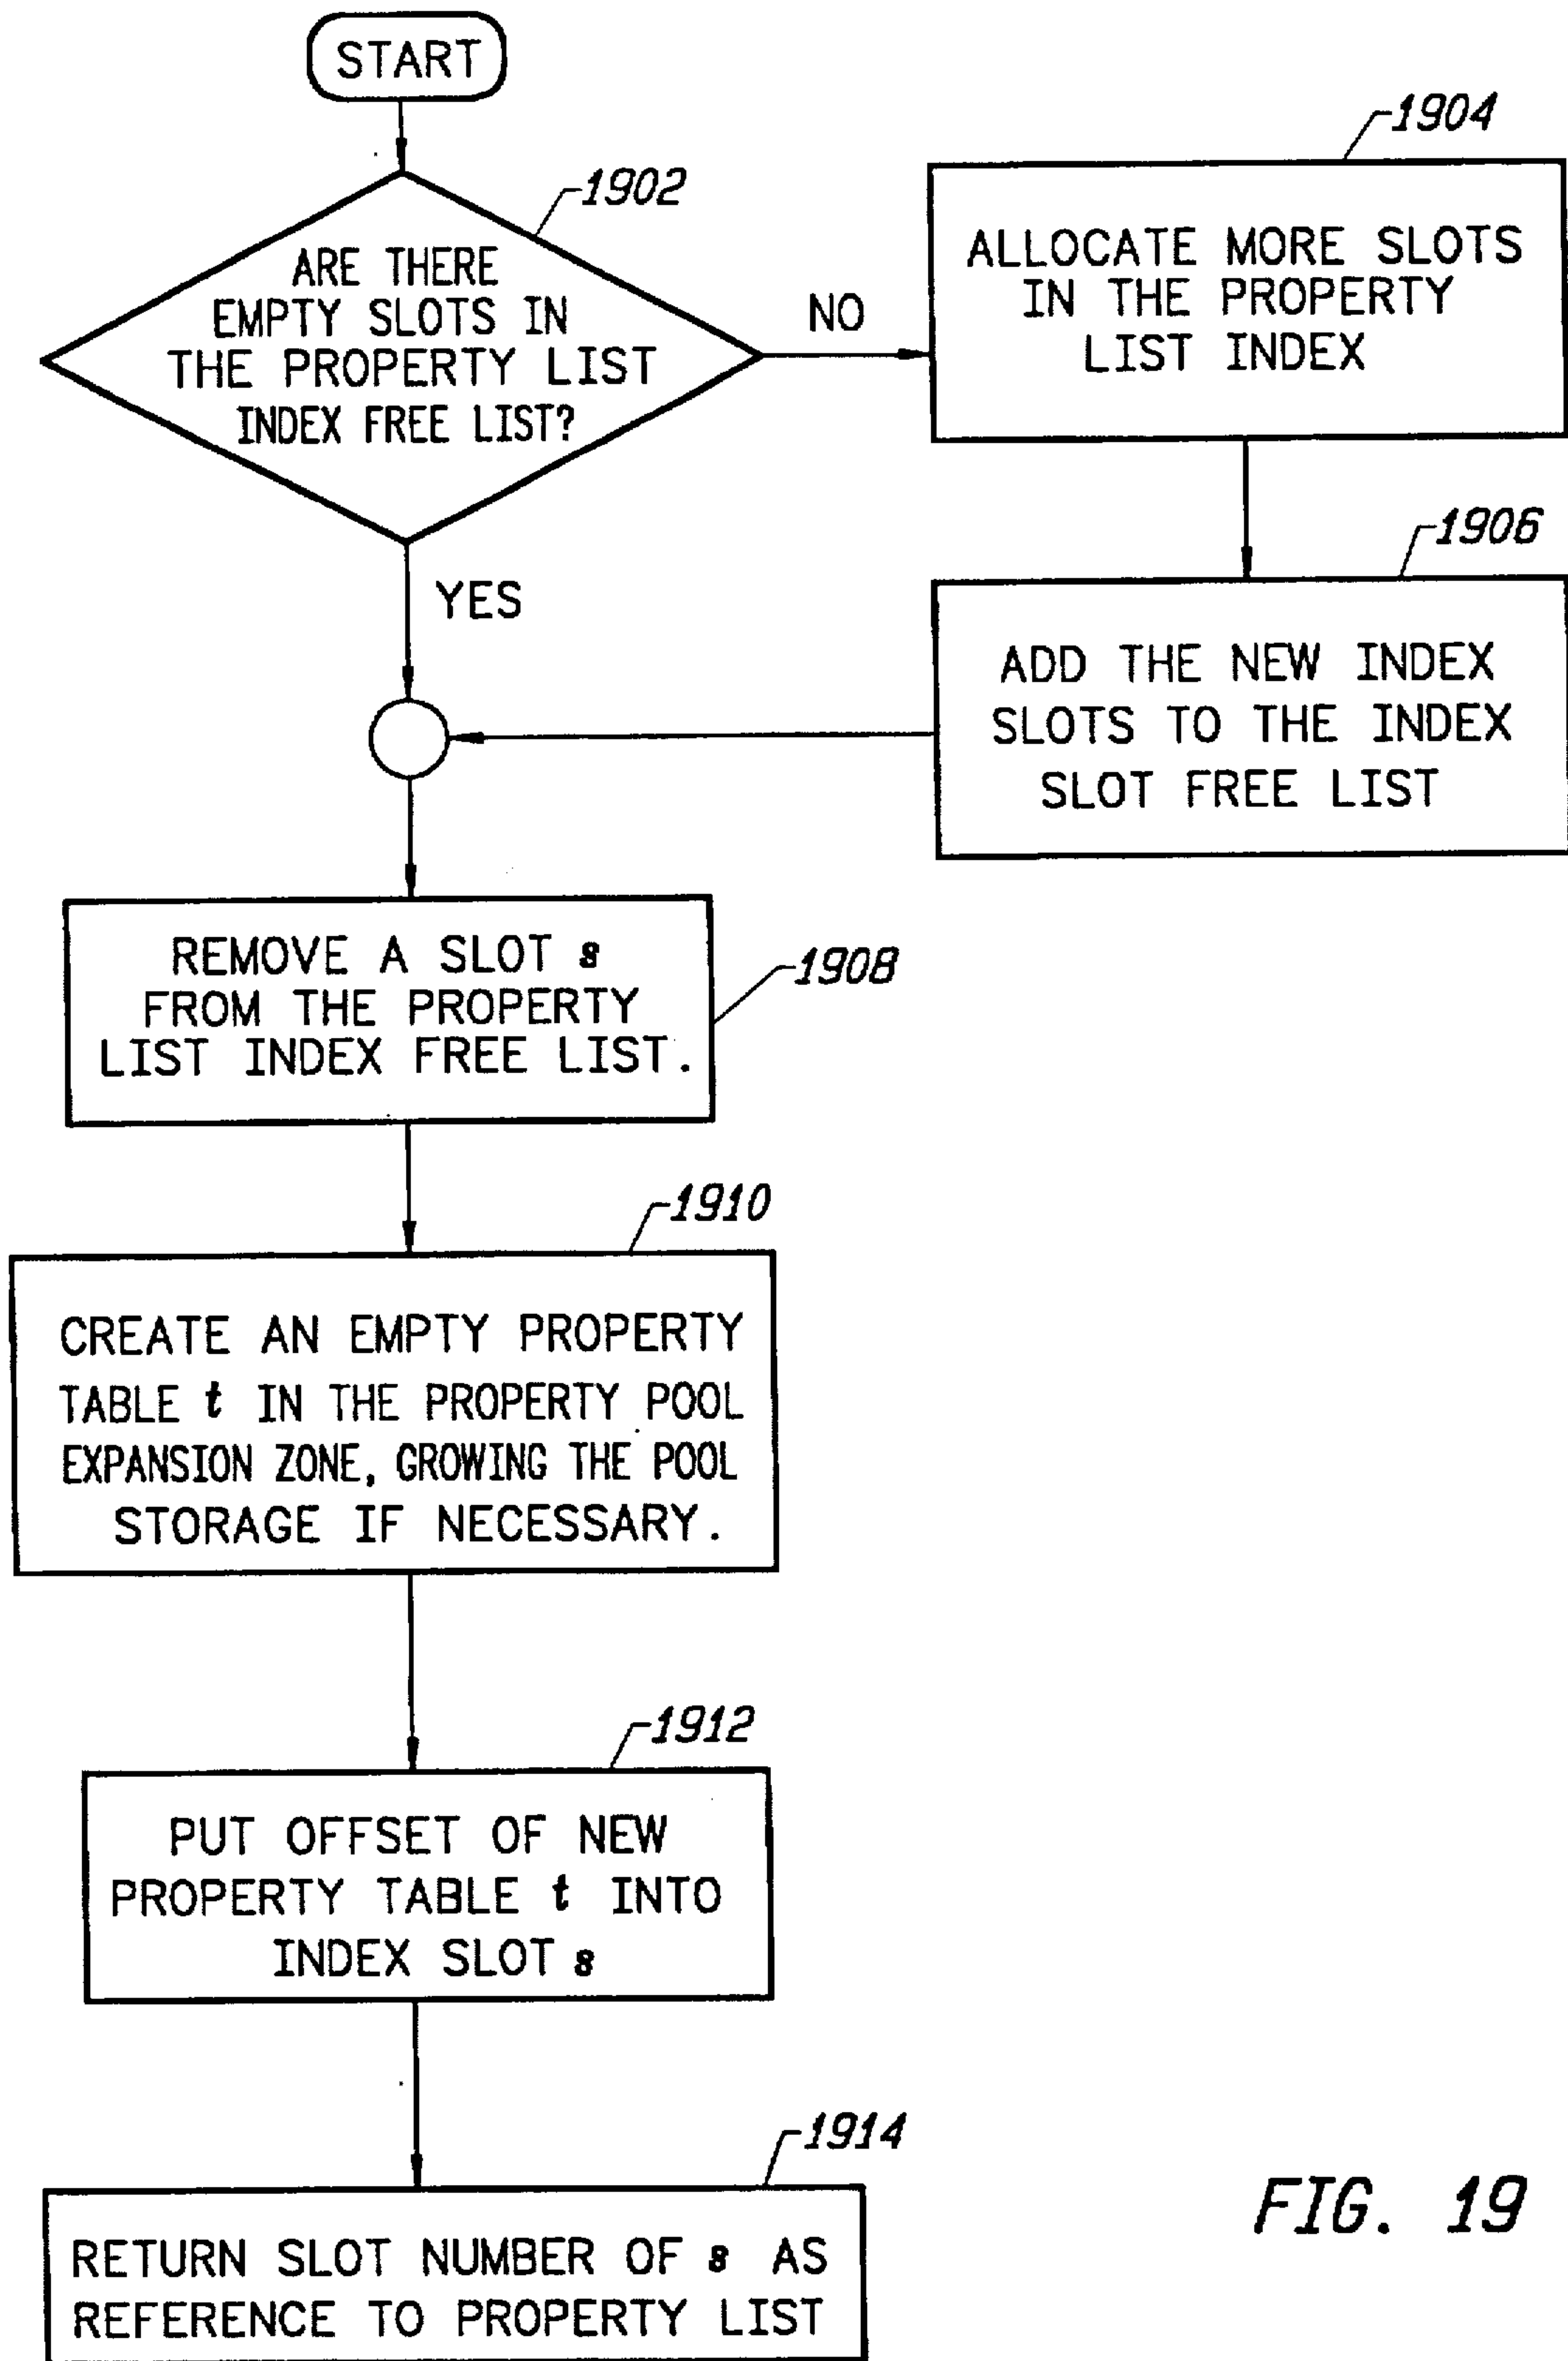 START
1902
ARE THERE
EMPTY SLOTS IN
THE PROPERTY LIST
INDEX FREE LIST?
NO
YES
1904
ALLOCATE MORE SLOTS
IN THE PROPERTY
LIST INDEX
1906
ADD THE NEW INDEX
SLOTS TO THE INDEX
SLOT FREE LIST
REMOVE A SLOT s
FROM THE PROPERTY
LIST INDEX FREE LIST.
1908
1910
CREATE AN EMPTY PROPERTY
TABLE t IN THE PROPERTY POOL
EXPANSION ZONE, GROWING THE POOL
STORAGE IF NECESSARY.
1912
PUT OFFSET OF NEW
PROPERTY TABLE t INTO
INDEX SLOT s
1914
RETURN SLOT NUMBER OF s AS
REFERENCE TO PROPERTY LIST
FIG. 19